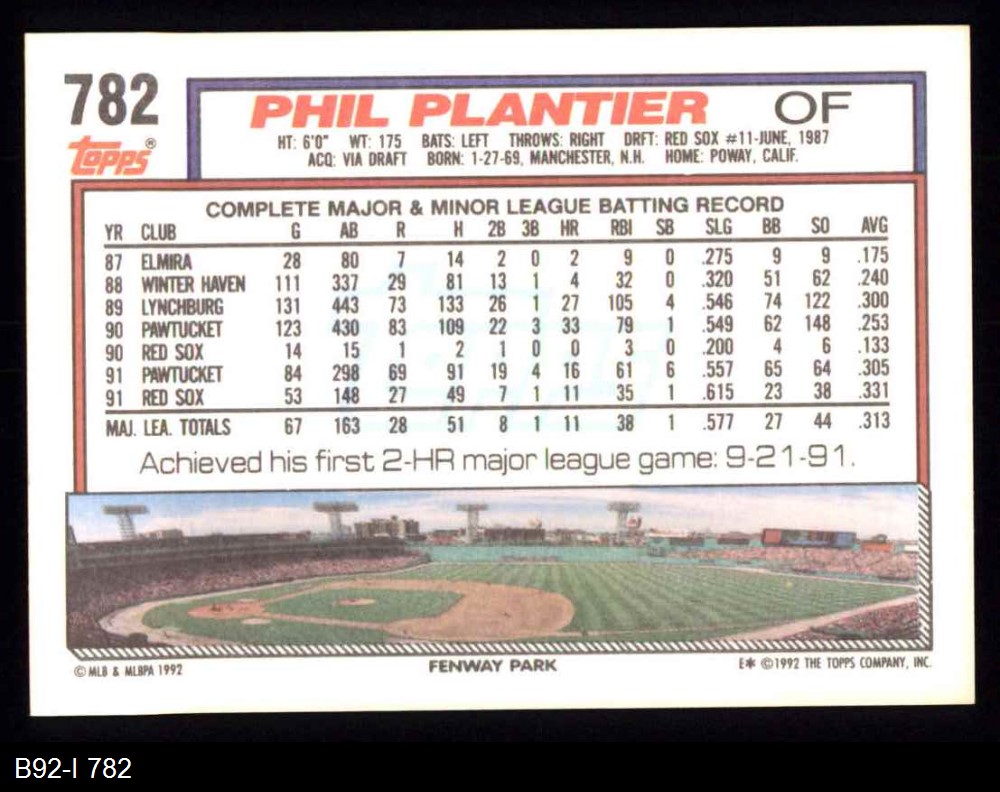 782
Topps®
PHIL PLANTIER OF
HT: 6'0" WT: 175 BATS: LEFT THROWS: RIGHT DRFT: RED SOX #11-JUNE, 1987
ACQ: VIA DRAFT BORN: 1-27-69, MANCHESTER, N.H. HOME: POWAY, CALIF.
COMPLETE MAJOR & MINOR LEAGUE BATTING RECORD
YR CLUB G AB R H 2B 3B HR RBI SB SLG BB SO AVG
87 ELMIRA 28 80 7 14 2 0 2 9 0 .275 9 9 .175
88 WINTER HAVEN 111 337 29 81 13 1 4 32 0 .320 51 62 .240
89 LYNCHBURG 131 443 73 133 26 1 27 105 4 .546 74 122 .300
90 PAWTUCKET 123 430 83 109 22 3 33 79 1 .549 62 148 .253
90 RED SOX 14 15 1 2 1 0 0 3 0 .200 4 6 .133
91 PAWTUCKET 84 298 69 91 19 4 16 61 6 .557 65 64 .305
91 RED SOX 53 148 27 49 7 1 11 35 1 .615 23 38 .331
MAJ. LEA. TOTALS 67 163 28 51 8 1 11 38 1 .577 27 44 .313
Achieved his first 2-HR major league game: 9-21-91.
© MLB & MLBPA 1992 FENWAY PARK E* © 1992 THE TOPPS COMPANY, INC.
B92-I 782